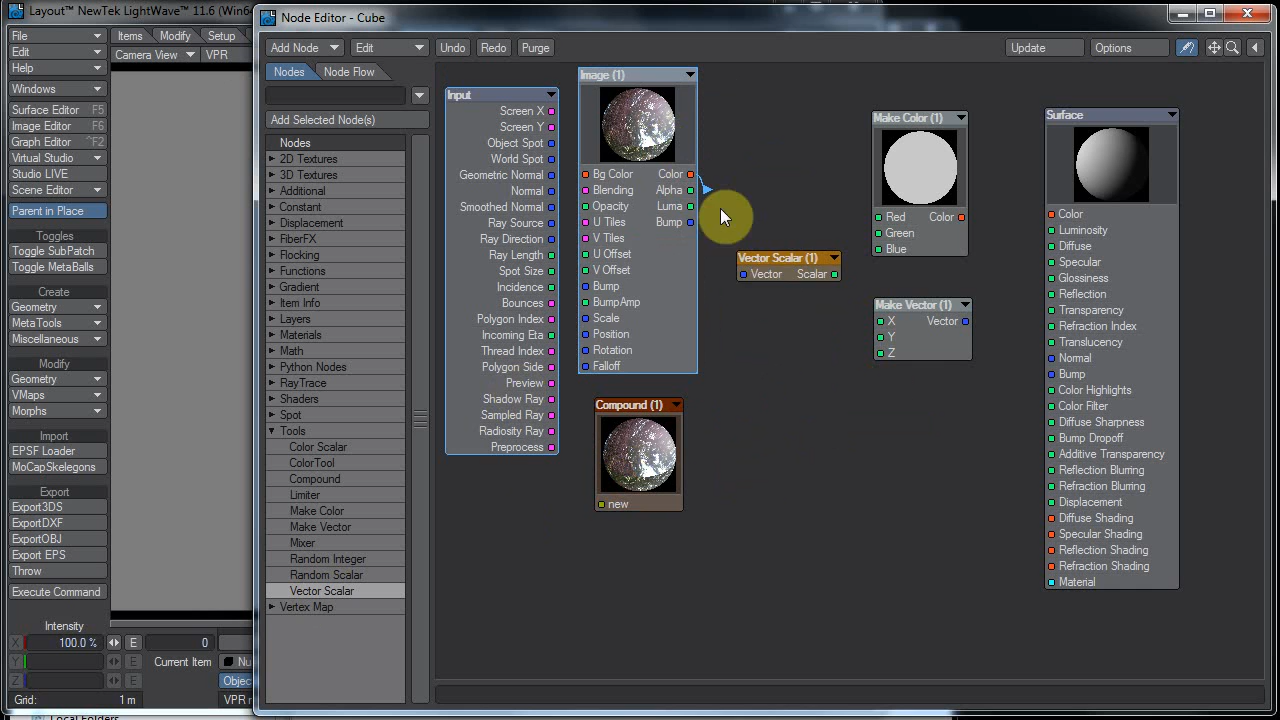 Layout™ NewTek LightWave™ 11.6 (Win64
Node Editor - Cube
File
Items
Modify
Setup
Edit
Camera View
VPR
Help
Windows
Surface Editor F5
Image Editor F6
Graph Editor ^F2
Virtual Studio
Studio LIVE
Scene Editor
Parent in Place
Toggles
Toggle SubPatch
Toggle MetaBalls
Create
Geometry
MetaTools
Miscellaneous
Modify
Geometry
VMaps
Morphs
Import
EPSF Loader
MoCapSkelegons
Export
Export3DS
ExportDXF
ExportOBJ
Export EPS
Throw
Execute Command
Intensity
X 100.0 % E 0
Y E Current Item Nu
Z E Objec
Grid: 1 m VPR
Local Folders
Add Node
Edit
Undo
Redo
Purge
Update
Options
Nodes
Node Flow
Add Selected Node(s)
Nodes
2D Textures
3D Textures
Additional
Constant
Displacement
FiberFX
Flocking
Functions
Gradient
Item Info
Layers
Materials
Math
Python Nodes
RayTrace
Shaders
Spot
Tools
Color Scalar
ColorTool
Compound
Limiter
Make Color
Make Vector
Mixer
Random Integer
Random Scalar
Vector Scalar
Vertex Map
Input
Screen X
Screen Y
Object Spot
World Spot
Geometric Normal
Normal
Smoothed Normal
Ray Source
Ray Direction
Ray Length
Spot Size
Incidence
Bounces
Polygon Index
Incoming Eta
Thread Index
Polygon Side
Preview
Shadow Ray
Sampled Ray
Radiosity Ray
Preprocess
Image (1)
Bg Color Color
Blending Alpha
Opacity Luma
U Tiles Bump
V Tiles
U Offset
V Offset
Bump
BumpAmp
Scale
Position
Rotation
Falloff
Compound (1)
new
Vector Scalar (1)
Vector Scalar
Make Color (1)
Red Color
Green
Blue
Make Vector (1)
X Vector
Y
Z
Surface
Color
Luminosity
Diffuse
Specular
Glossiness
Reflection
Transparency
Refraction Index
Translucency
Normal
Bump
Color Highlights
Color Filter
Diffuse Sharpness
Bump Dropoff
Additive Transparency
Reflection Blurring
Refraction Blurring
Displacement
Diffuse Shading
Specular Shading
Reflection Shading
Refraction Shading
Material